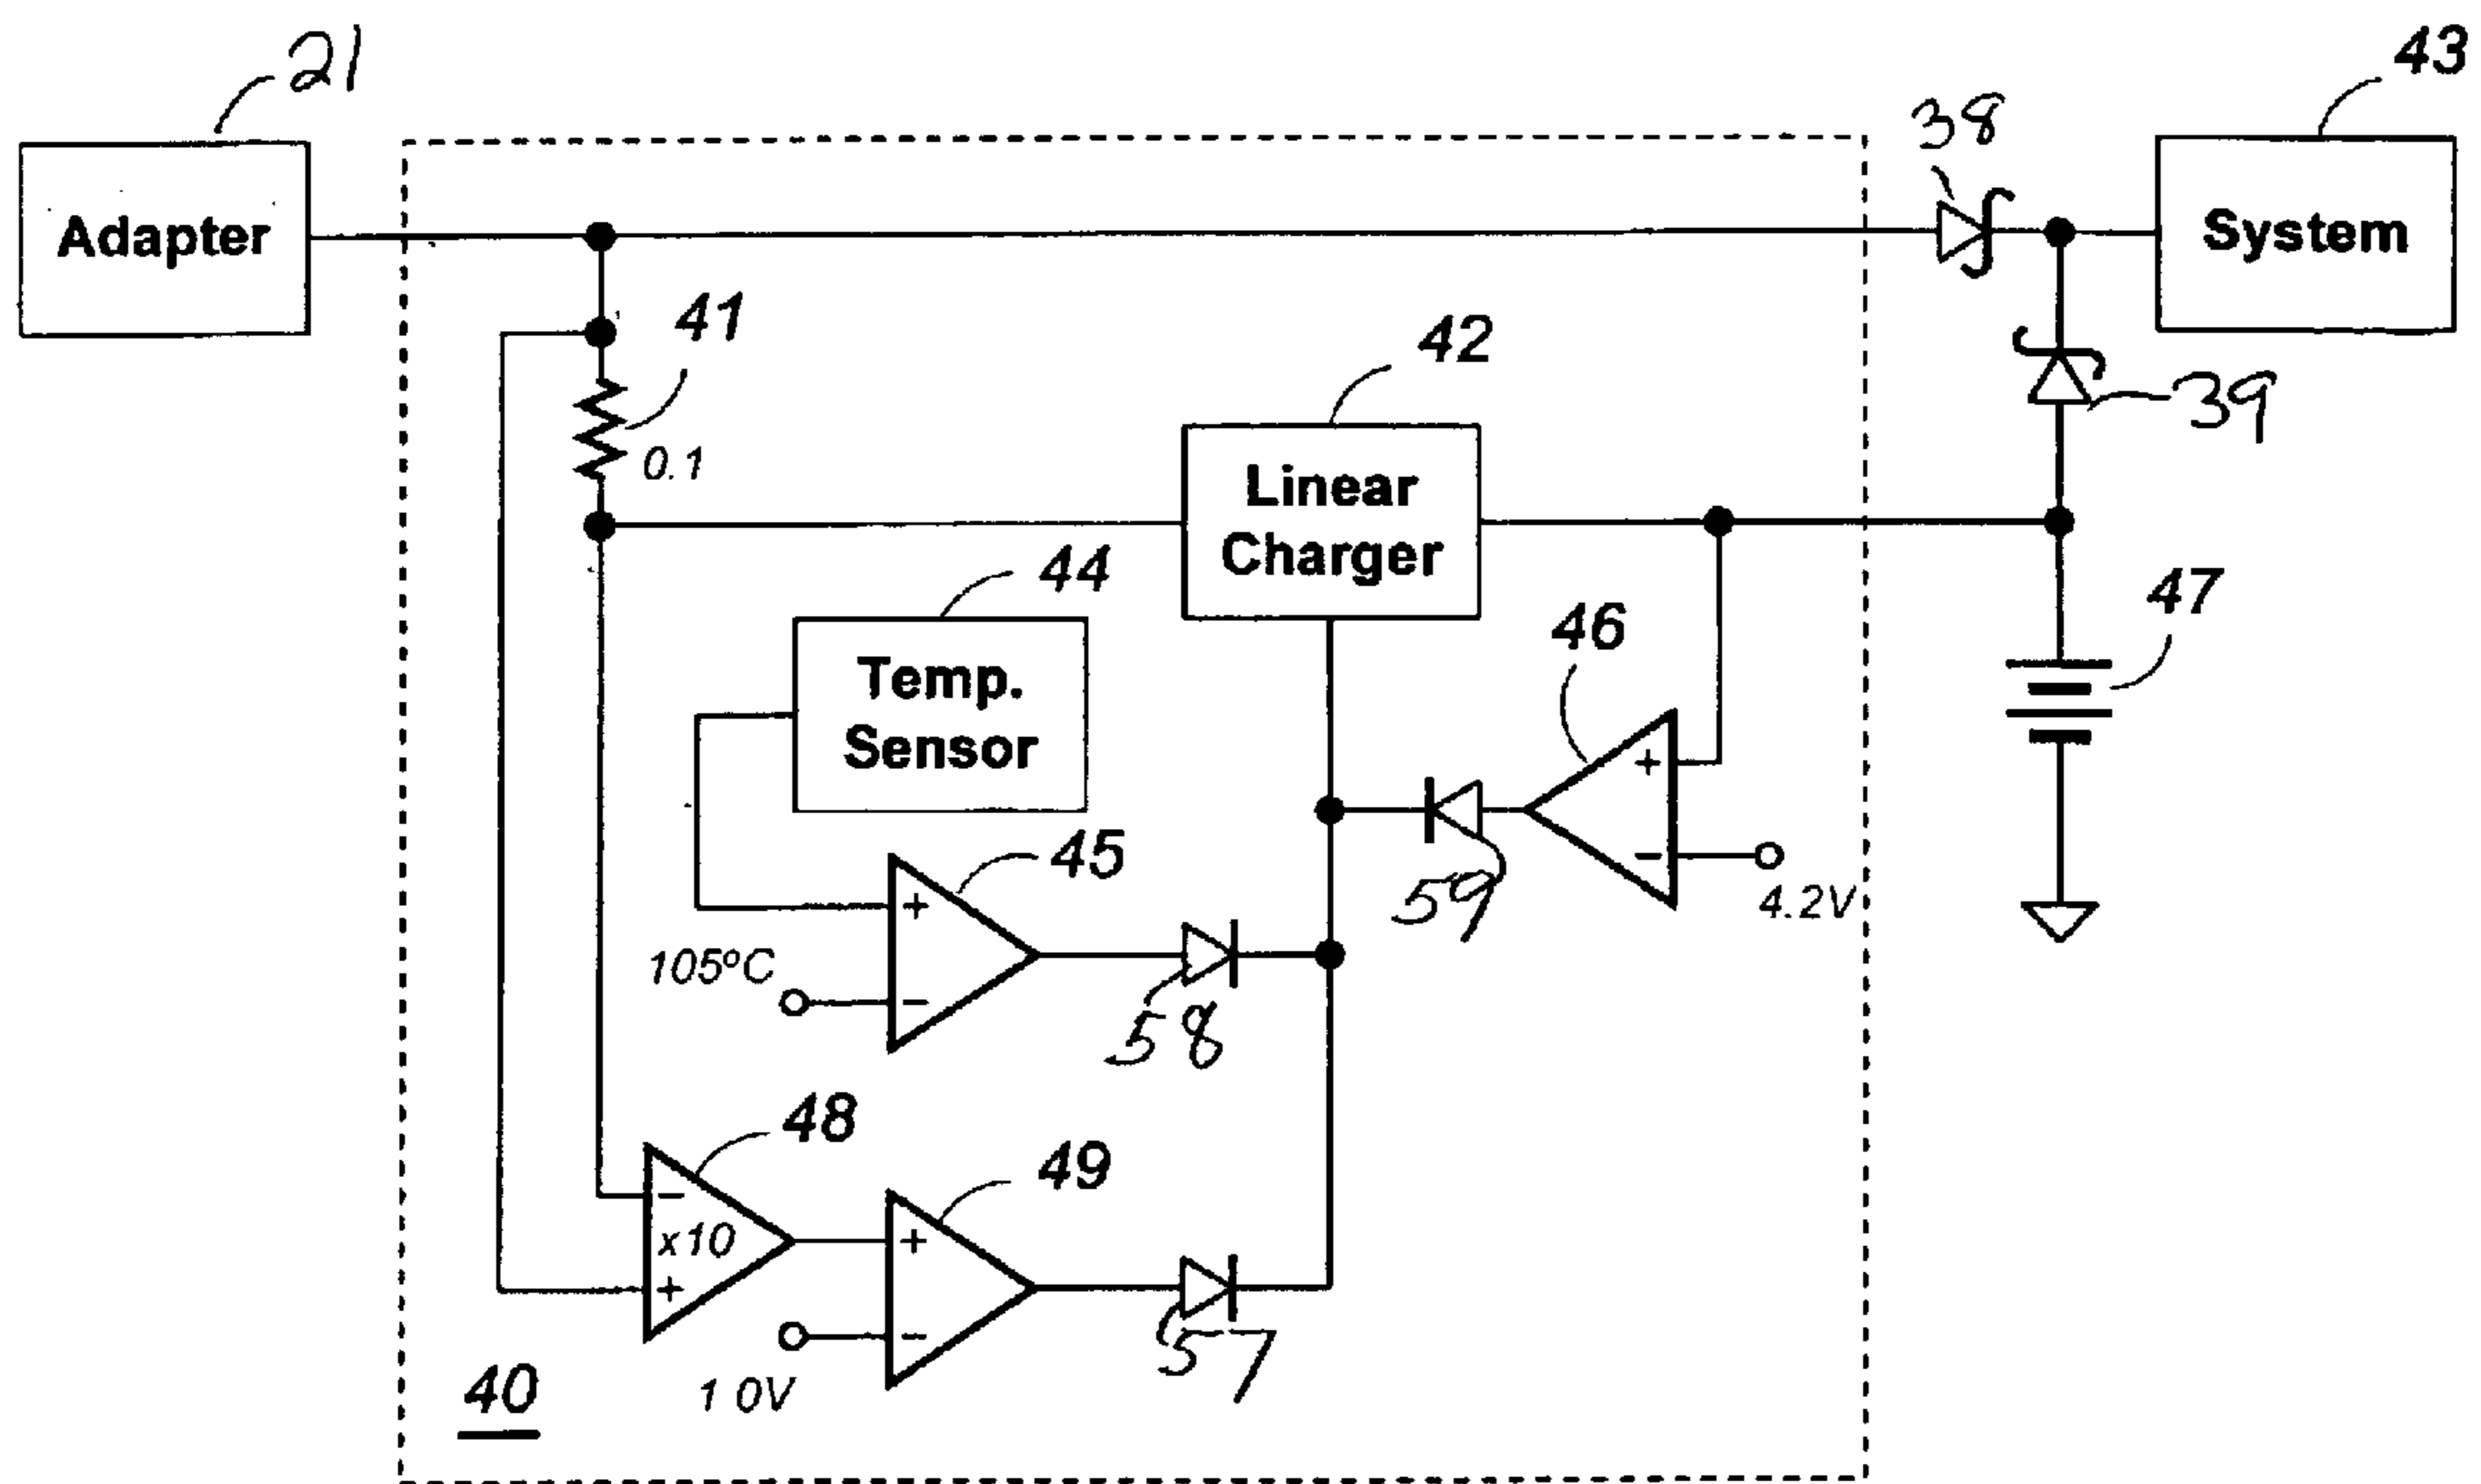 21
43
38
Adapter
System
41
42
39
0.1
Linear
Charger
44
47
46
Temp.
Sensor
+
45
59
−
4.2V
+
105ºC
−
58
48
49
−
x10
+
+
−
57
1 0V
40